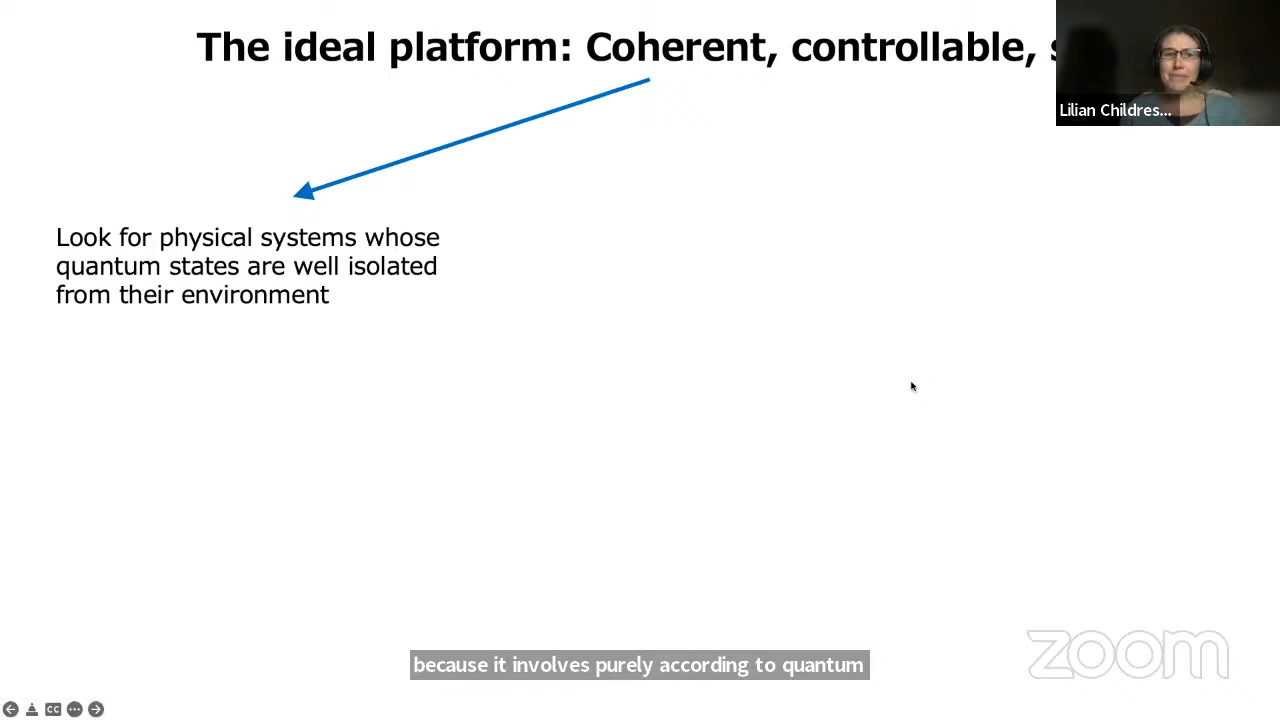 The ideal platform: Coherent, controllable,
Lilian Childres...
Look for physical systems whose
quantum states are well isolated
from their environment
because it involves purely according to quantum
zoom
CC